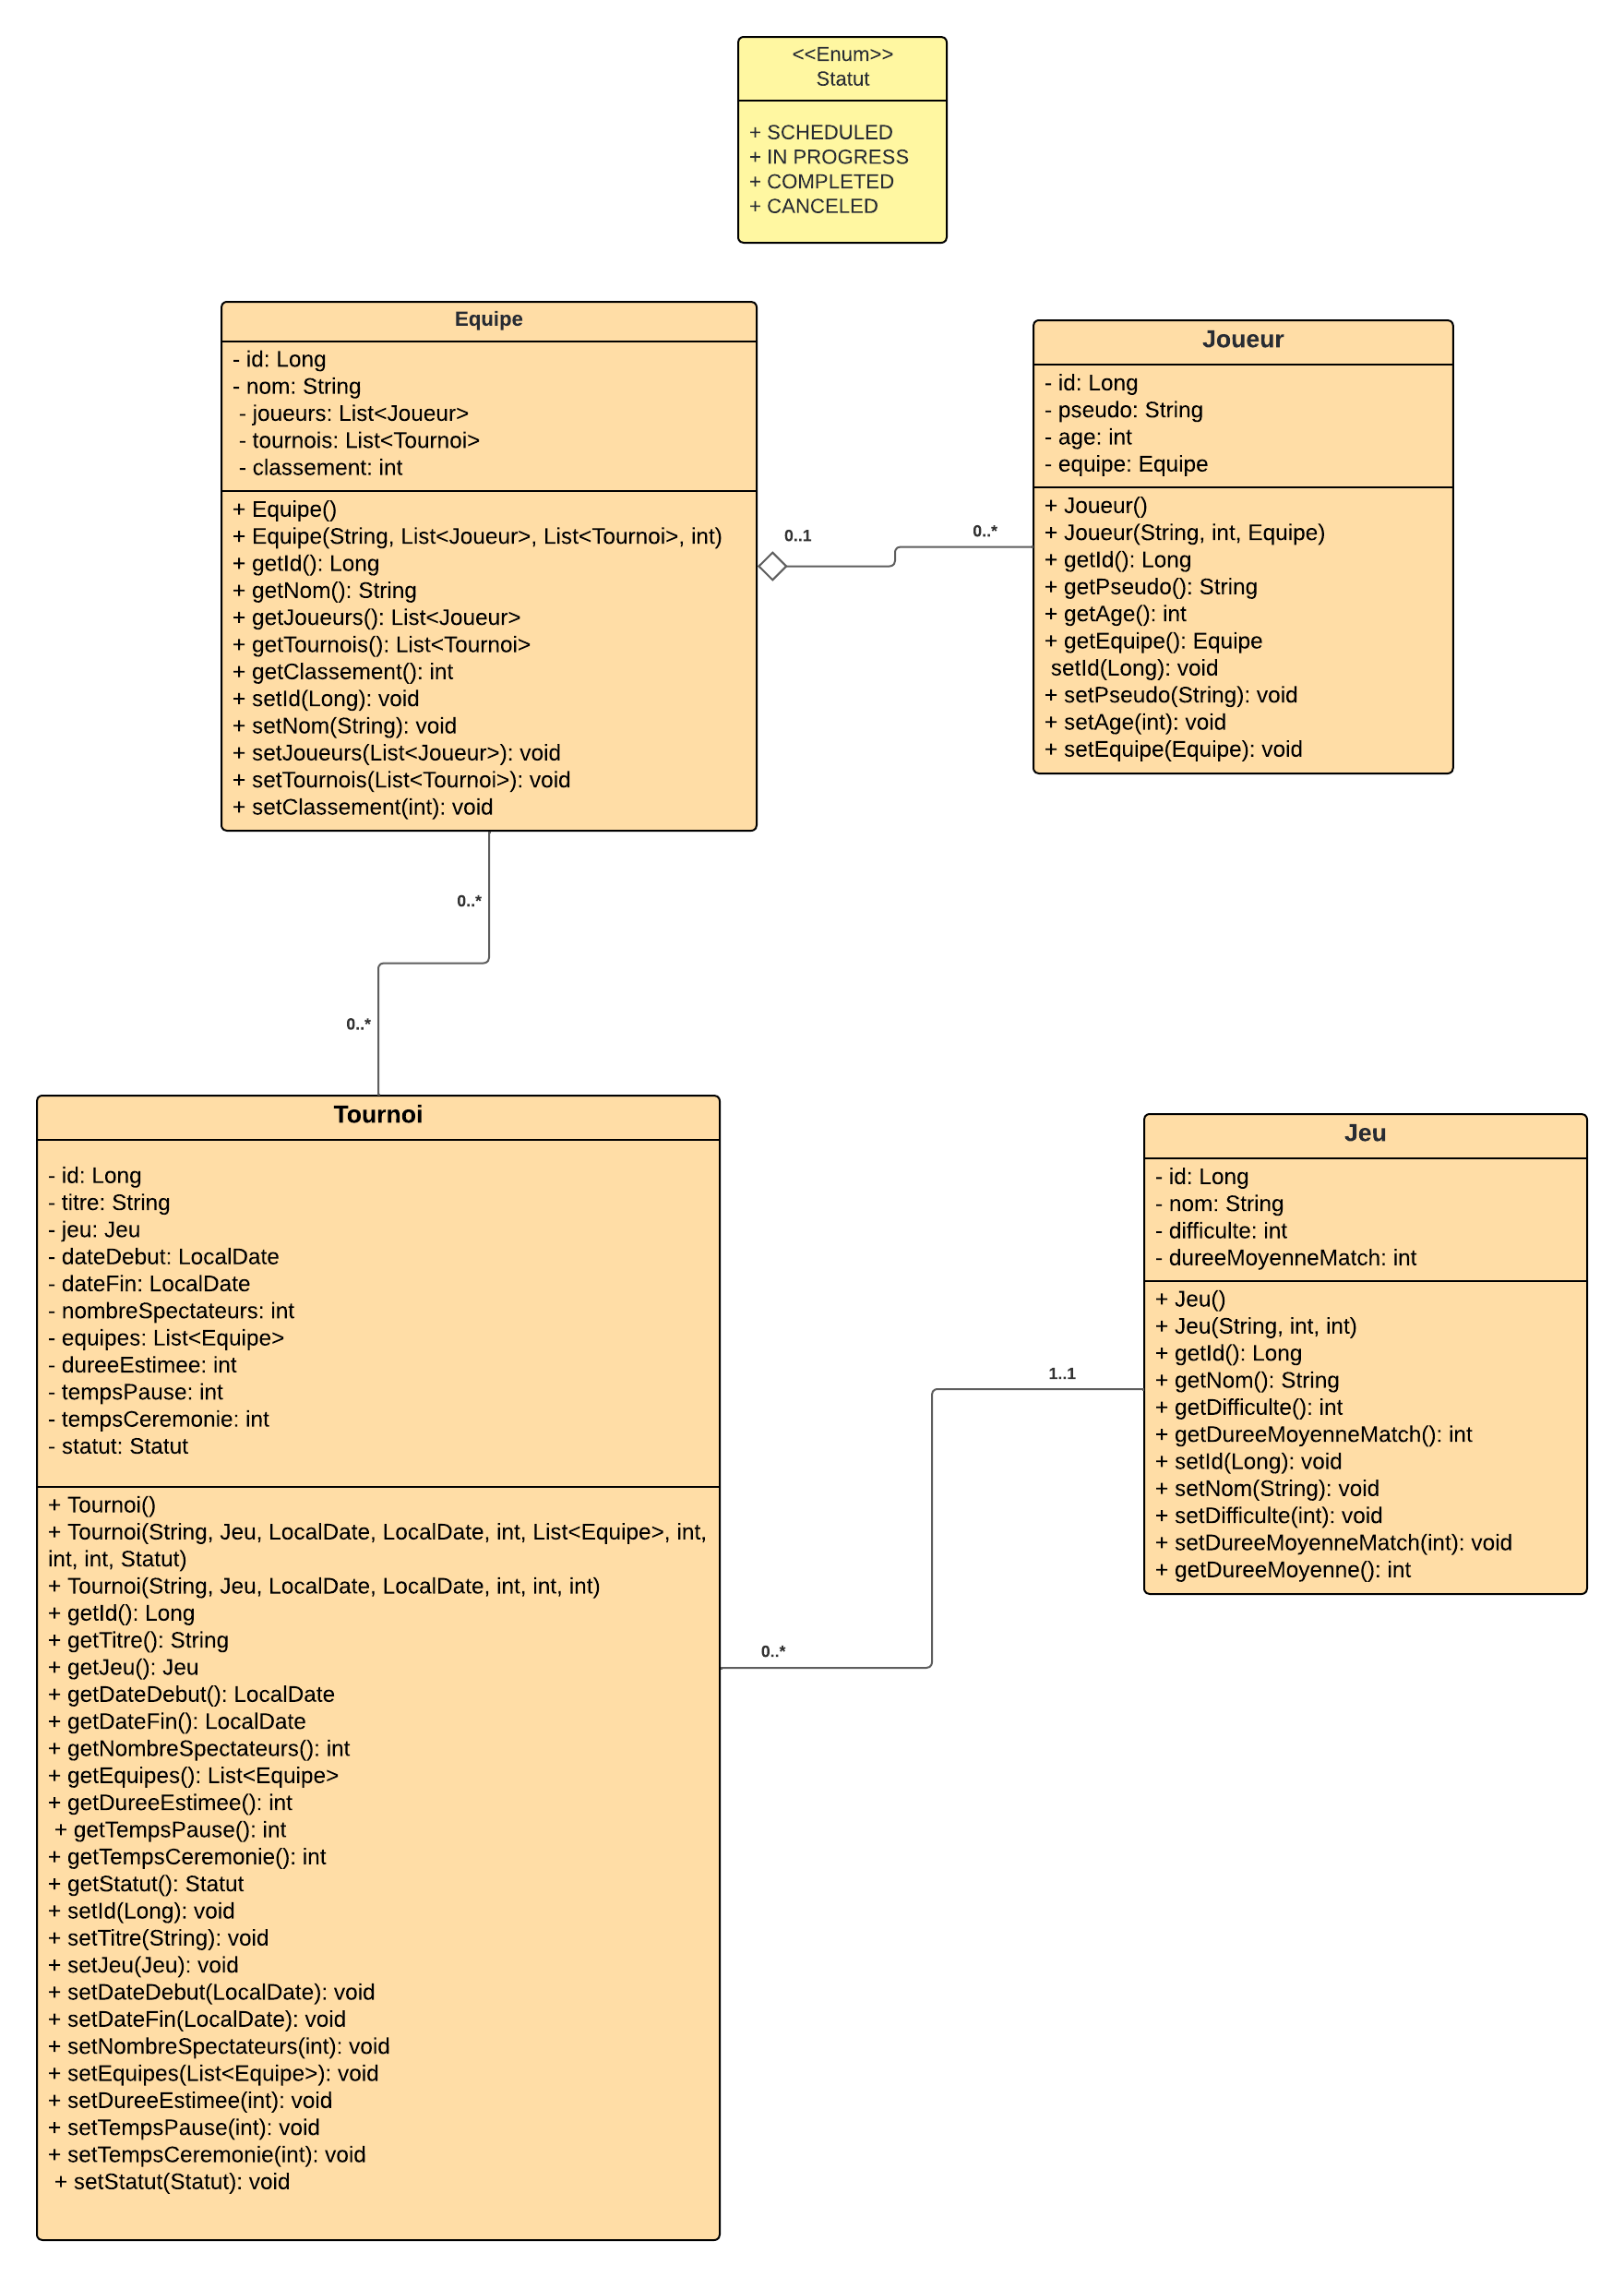 <<Enum>>
Statut
+ SCHEDULED
+ IN PROGRESS
+ COMPLETED
+ CANCELED
Equipe
- id: Long
- nom: String
- joueurs: List<Joueur>
- tournois: List<Tournoi>
- classement: int
+ Equipe()
+ Equipe(String, List<Joueur>, List<Tournoi>, int)
+ getId(): Long
+ getNom(): String
+ getJoueurs(): List<Joueur>
+ getTournois(): List<Tournoi>
+ getClassement(): int
+ setId(Long): void
+ setNom(String): void
+ setJoueurs(List<Joueur>): void
+ setTournois(List<Tournoi>): void
+ setClassement(int): void
0..1
0..*
Joueur
- id: Long
- pseudo: String
- age: int
- equipe: Equipe
+ Joueur()
+ Joueur(String, int, Equipe)
+ getId(): Long
+ getPseudo(): String
+ getAge(): int
+ getEquipe(): Equipe
setId(Long): void
+ setPseudo(String): void
+ setAge(int): void
+ setEquipe(Equipe): void
0..*
0..*
Tournoi
- id: Long
- titre: String
- jeu: Jeu
- dateDebut: LocalDate
- dateFin: LocalDate
- nombreSpectateurs: int
- equipes: List<Equipe>
- dureeEstimee: int
- tempsPause: int
- tempsCeremonie: int
- statut: Statut
+ Tournoi()
+ Tournoi(String, Jeu, LocalDate, LocalDate, int, List<Equipe>, int,
int, int, Statut)
+ Tournoi(String, Jeu, LocalDate, LocalDate, int, int, int)
+ getId(): Long
+ getTitre(): String
+ getJeu(): Jeu
+ getDateDebut(): LocalDate
+ getDateFin(): LocalDate
+ getNombreSpectateurs(): int
+ getEquipes(): List<Equipe>
+ getDureeEstimee(): int
+ getTempsPause(): int
+ getTempsCeremonie(): int
+ getStatut(): Statut
+ setId(Long): void
+ setTitre(String): void
+ setJeu(Jeu): void
+ setDateDebut(LocalDate): void
+ setDateFin(LocalDate): void
+ setNombreSpectateurs(int): void
+ setEquipes(List<Equipe>): void
+ setDureeEstimee(int): void
+ setTempsPause(int): void
+ setTempsCeremonie(int): void
+ setStatut(Statut): void
0..*
1..1
Jeu
- id: Long
- nom: String
- difficulte: int
- dureeMoyenneMatch: int
+ Jeu()
+ Jeu(String, int, int)
+ getId(): Long
+ getNom(): String
+ getDifficulte(): int
+ getDureeMoyenneMatch(): int
+ setId(Long): void
+ setNom(String): void
+ setDifficulte(int): void
+ setDureeMoyenneMatch(int): void
+ getDureeMoyenne(): int